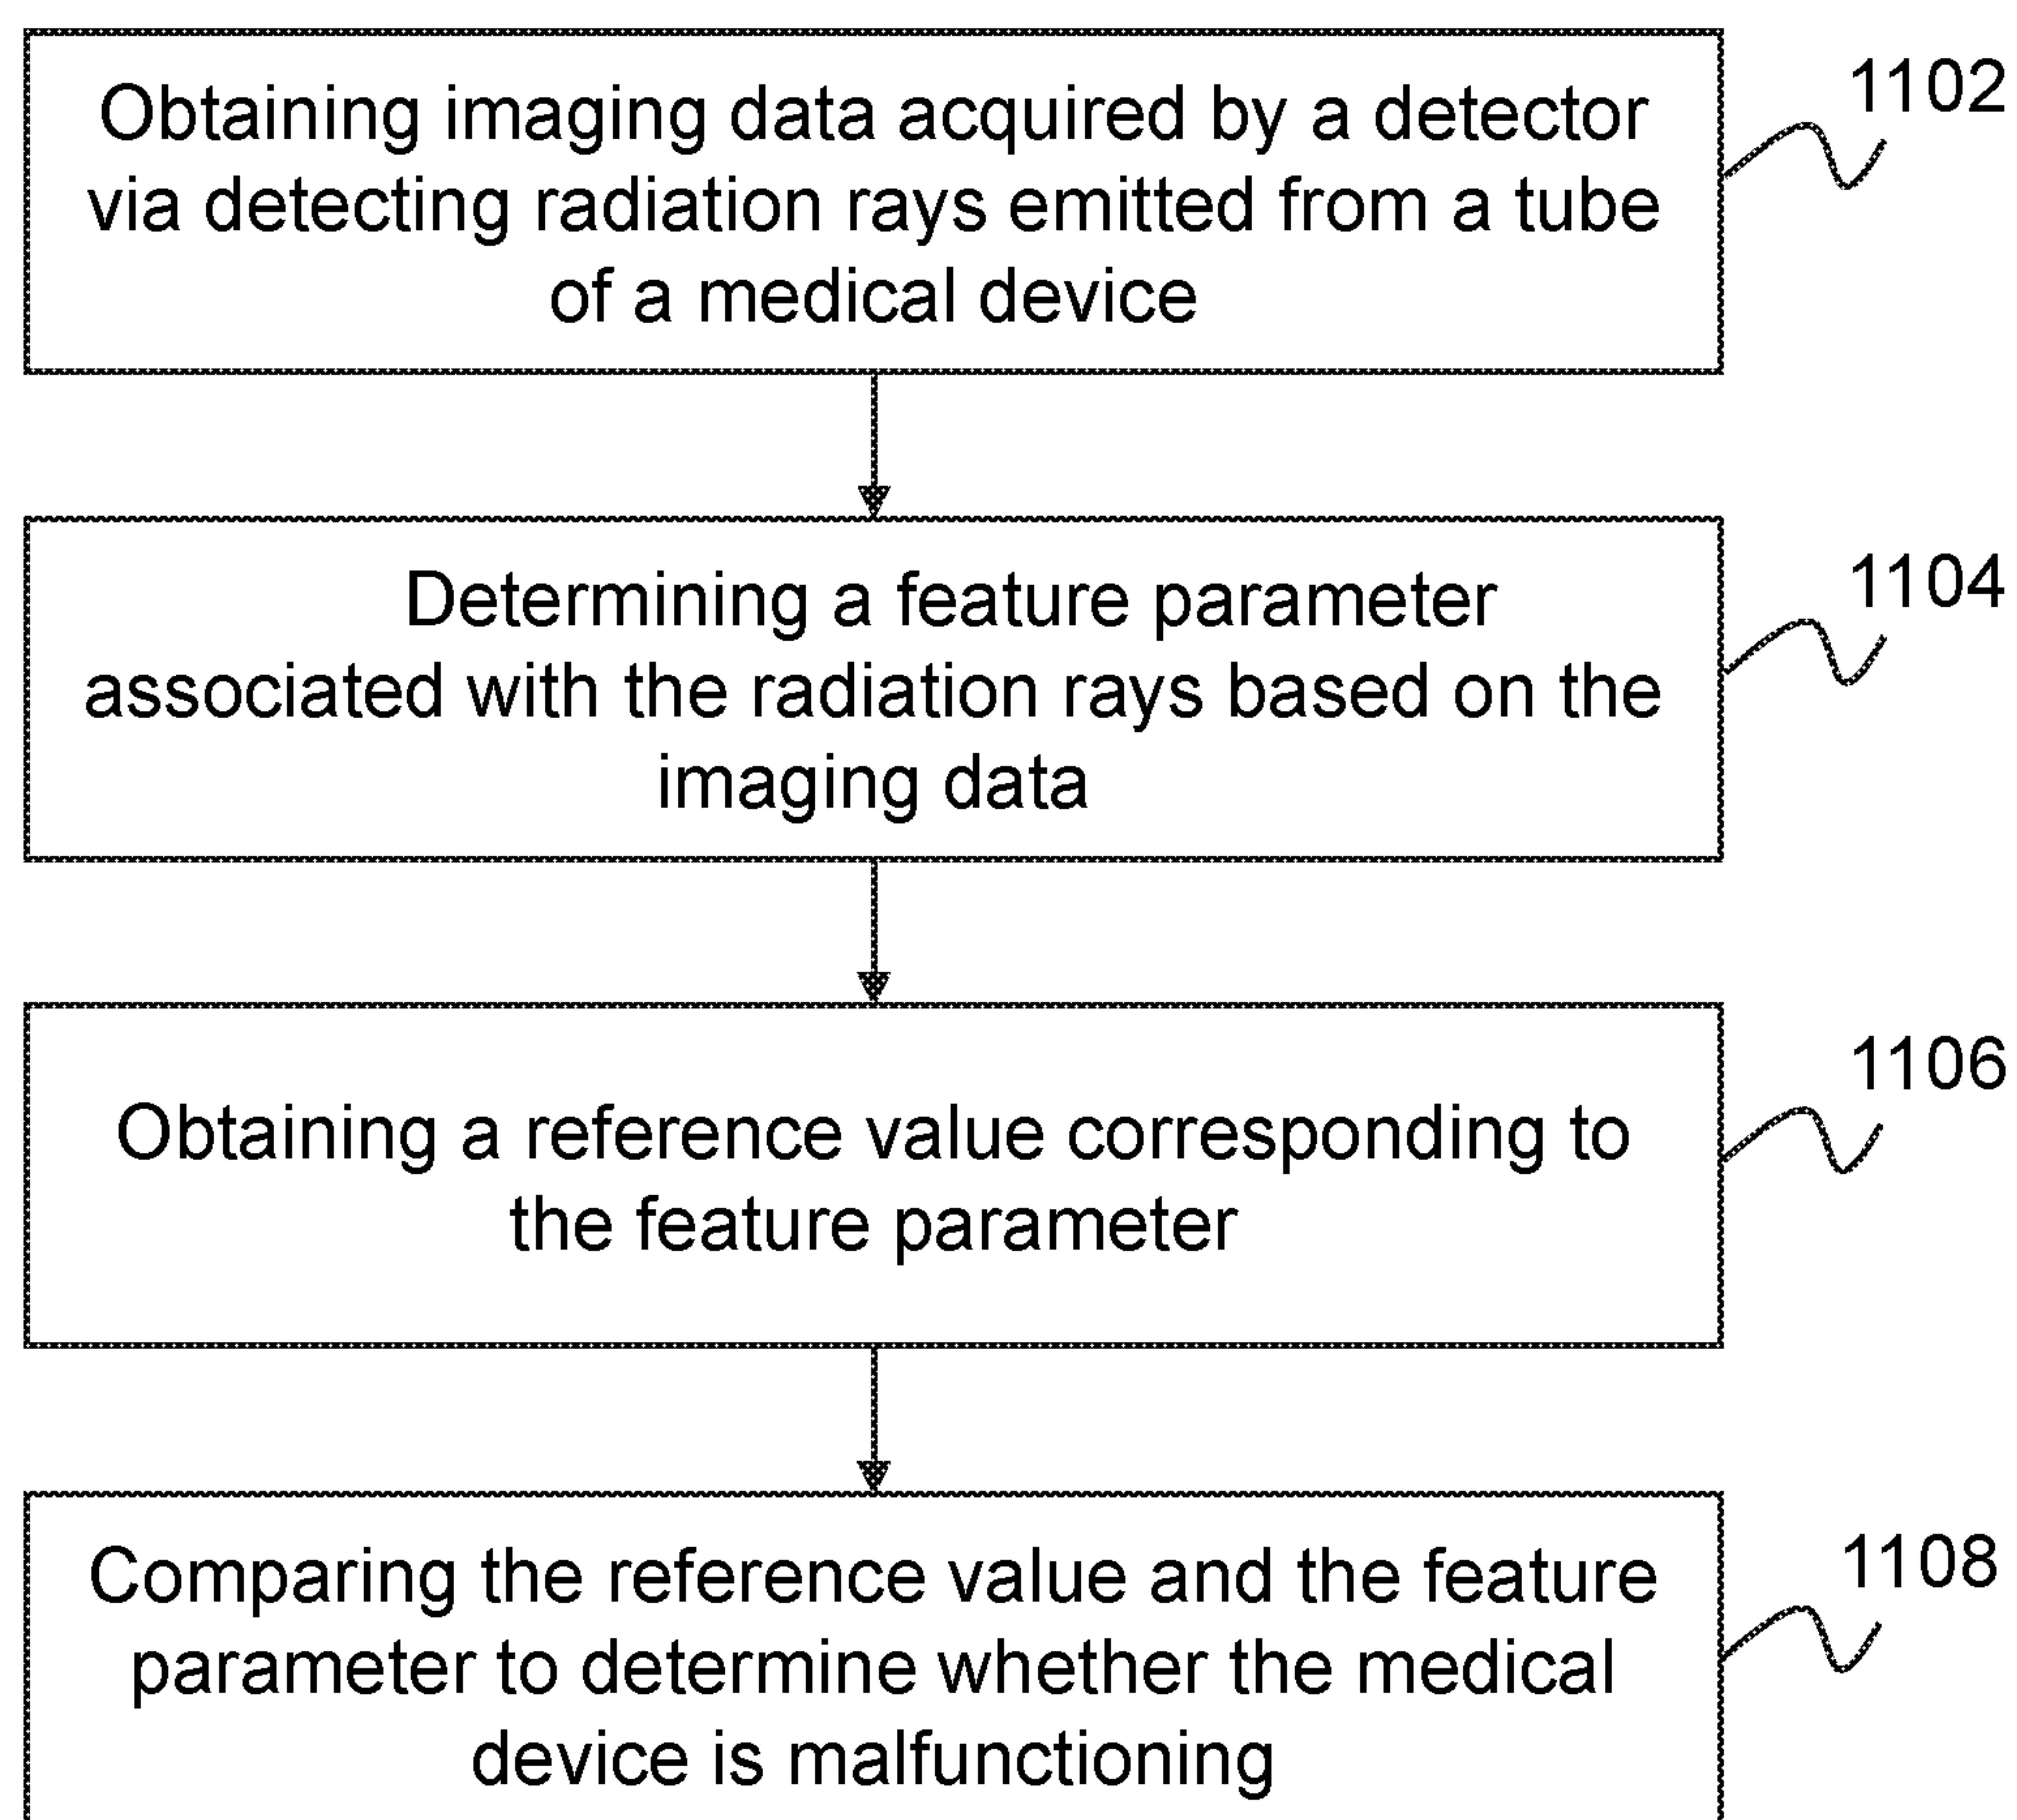 Obtaining imaging data acquired by a detector
via detecting radiation rays emitted from a tube
of a medical device
1102
Determining a feature parameter
associated with the radiation rays based on the
imaging data
1104
Obtaining a reference value corresponding to
the feature parameter
1106
Comparing the reference value and the feature
parameter to determine whether the medical
device is malfunctioning
1108